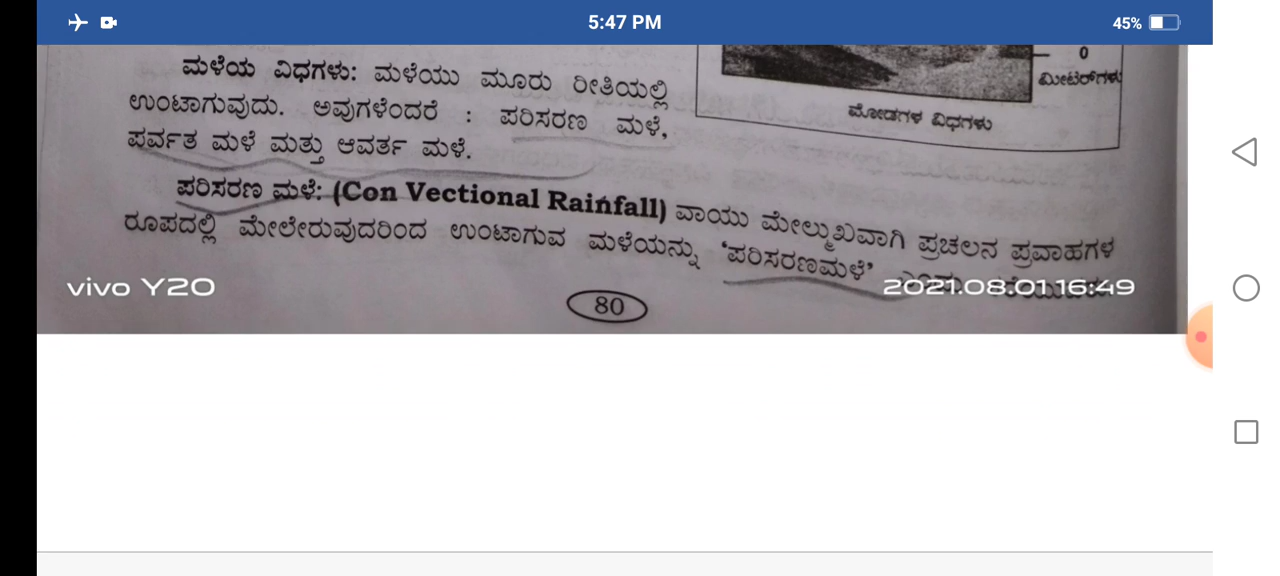 5:47 PM
45%
0
ಮಳೆಯ ವಿಧಗಳು: ಮಳೆಯು ಮೂರು ರೀತಿಯಲ್ಲಿ
ಮೀಟರ್‌ಗಳು
ಉಂಟಾಗುವುದು. ಅವುಗಳೆಂದರೆ : ಪರಿಸರಣ ಮಳೆ,
ಮೋಡಗಳ ವಿಧಗಳು
ಪರ್ವತ ಮಳೆ ಮತ್ತು ಆವರ್ತ ಮಳೆ.
ಪರಿಸರಣ ಮಳೆ: (Con Vectional Rainfall) ವಾಯು ಮೇಲ್ಮುಖವಾಗಿ ಪ್ರಚಲನ ಪ್ರವಾಹಗಳ
ರೂಪದಲ್ಲಿ ಮೇಲೇರುವುದರಿಂದ ಉಂಟಾಗುವ ಮಳೆಯನ್ನು ‘ಪರಿಸರಣಮಳೆ’
vivo Y20
2021.08.01 16:49
80